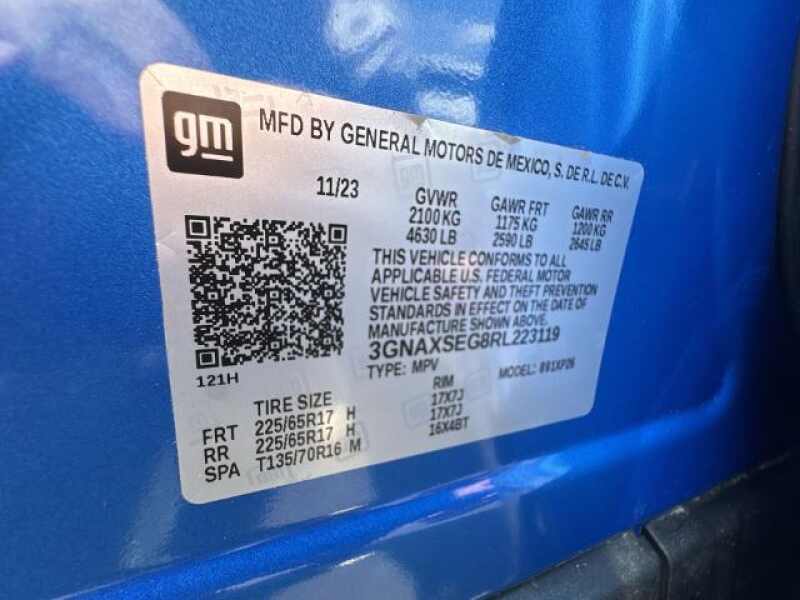 gm
MFD BY GENERAL MOTORS DE MEXICO, S. DE R.L. DE C.V.
11/23 GVWR GAWR FRT GAWR RR
2100 KG 1175 KG 1200 KG
4630 LB 2590 LB 2645 LB
THIS VEHICLE CONFORMS TO ALL
APPLICABLE U.S. FEDERAL MOTOR
VEHICLE SAFETY AND THEFT PREVENTION
STANDARDS IN EFFECT ON THE DATE OF
MANUFACTURE SHOWN ABOVE.
3GNAXSEG8RL223119
121H
TYPE: MPV MODEL:
TIRE SIZE RIM
FRT 225/65R17 H 17X7J
RR 225/65R17 H 17X7J
SPA T135/70R16 M 16X4BT